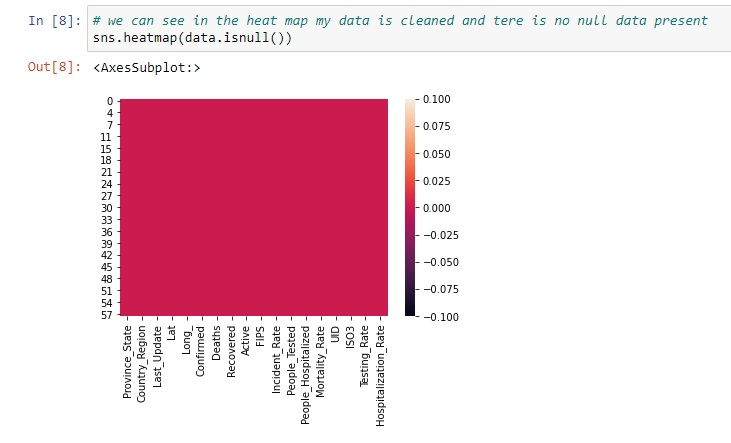 In [8]: # we can see in the heat map my data is cleaned and tere is no null data present
sns.heatmap(data.isnull())
Out[8]: <AxesSubplot:>
0
4
7
11
15
18
21
24
27
30
33
36
39
42
45
48
51
54
57
0.100
0.075
0.050
0.025
0.000
−0.025
−0.050
−0.075
−0.100
Province_State
Country_Region
Last_Update
Lat
Long_
Confirmed
Deaths
Recovered
Active
FIPS
Incident_Rate
People_Tested
People_Hospitalized
Mortality_Rate
UID
ISO3
Testing_Rate
Hospitalization_Rate